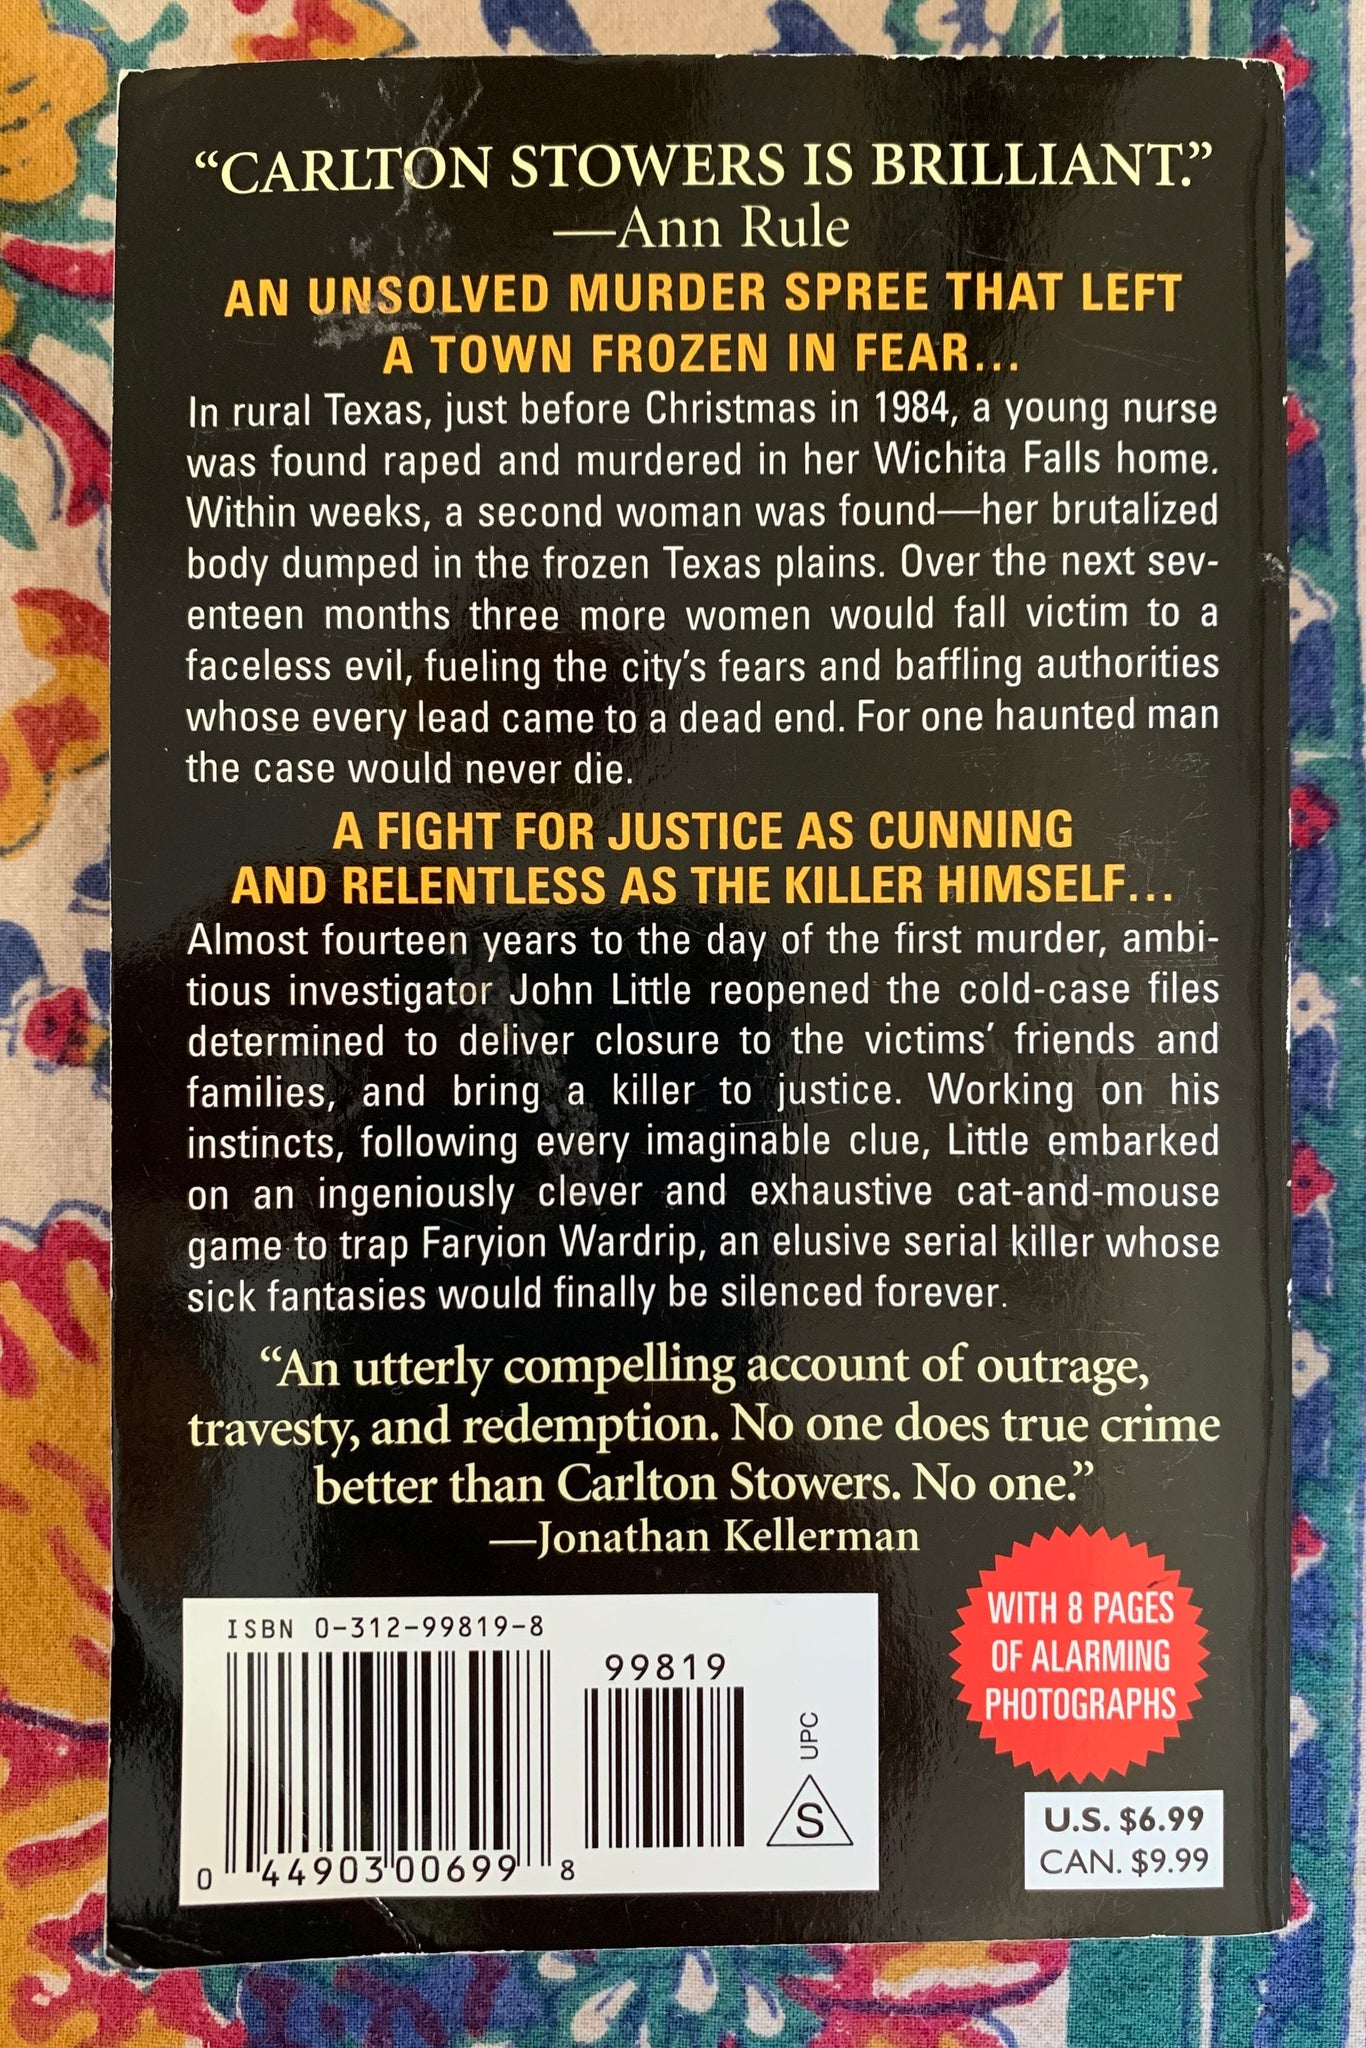 “CARLTON STOWERS IS BRILLIANT.”
—Ann Rule
AN UNSOLVED MURDER SPREE THAT LEFT
A TOWN FROZEN IN FEAR...
In rural Texas, just before Christmas in 1984, a young nurse
was found raped and murdered in her Wichita Falls home.
Within weeks, a second woman was found—her brutalized
body dumped in the frozen Texas plains. Over the next sev-
enteen months three more women would fall victim to a
faceless evil, fueling the city’s fears and baffling authorities
whose every lead came to a dead end. For one haunted man
the case would never die.
A FIGHT FOR JUSTICE AS CUNNING
AND RELENTLESS AS THE KILLER HIMSELF...
Almost fourteen years to the day of the first murder, ambi-
tious investigator John Little reopened the cold-case files
determined to deliver closure to the victims’ friends and
families, and bring a killer to justice. Working on his
instincts, following every imaginable clue, Little embarked
on an ingeniously clever and exhaustive cat-and-mouse
game to trap Faryion Wardrip, an elusive serial killer whose
sick fantasies would finally be silenced forever.
“An utterly compelling account of outrage,
travesty, and redemption. No one does true crime
better than Carlton Stowers. No one.”
—Jonathan Kellerman
WITH 8 PAGES
OF ALARMING
PHOTOGRAPHS
ISBN 0-312-99819-8
99819
UPC
S
0 44903 00699 8
U.S. $6.99
CAN. $9.99